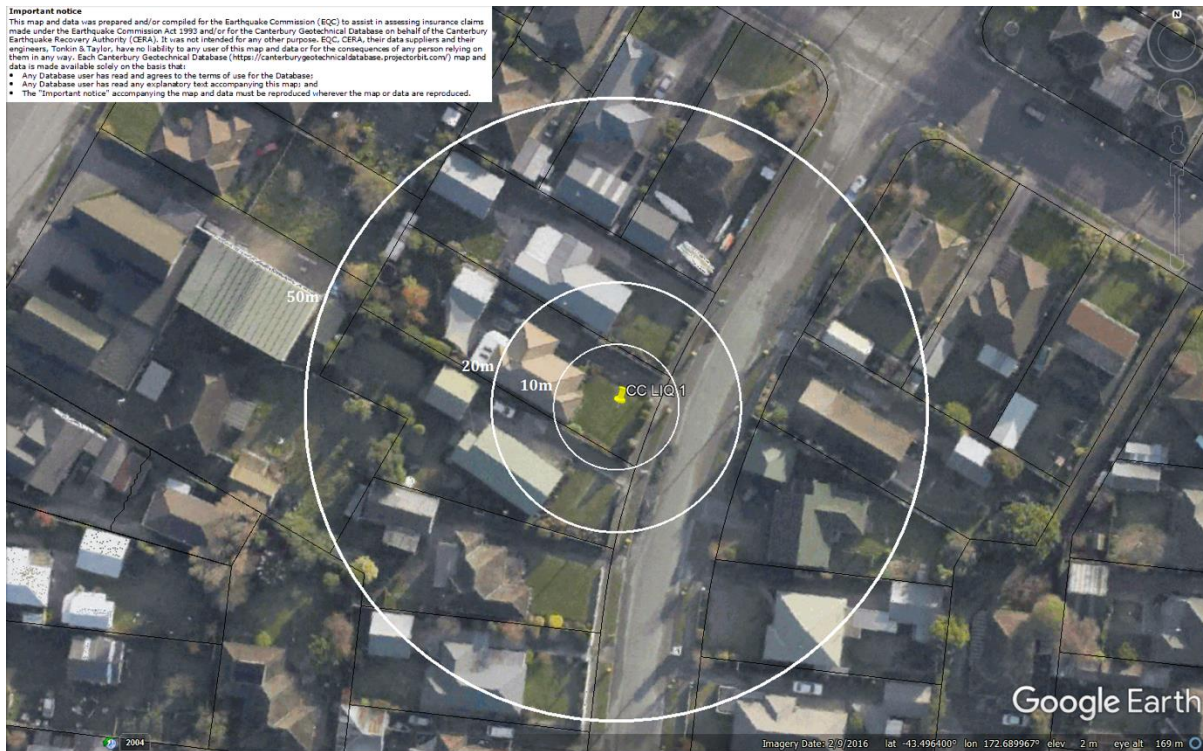 Important notice
This map and data was prepared and/or compiled for the Earthquake Commission (EQC) to assist in assessing insurance claims
made under the Earthquake Commission Act 1993 and/or for the Canterbury Geotechnical Database on behalf of the Canterbury
Earthquake Recovery Authority (CERA). It was not intended for any other purpose. EQC, CERA, their data suppliers and their
engineers, Tonkin & Taylor, have no liability to any user of this map and data or for the consequences of any person relying on
them in any way. Each Canterbury Geotechnical Database (https://canterburygeotechnicaldatabase.projectorbit.com/) map and
data is made available solely on the basis that:
▪ Any Database user has read and agrees to the terms of use for the Database;
▪ Any Database user has read any explanatory text accompanying this map; and
▪ The "Important notice" accompanying the map and data must be reproduced wherever the map or data are reproduced.
N
50m
20m
10m
CC LIQ 1
Google Earth
2004
Imagery Date: 2/9/2016 lat -43.496400° lon 172.689967° elev 2 m eye alt 169 m